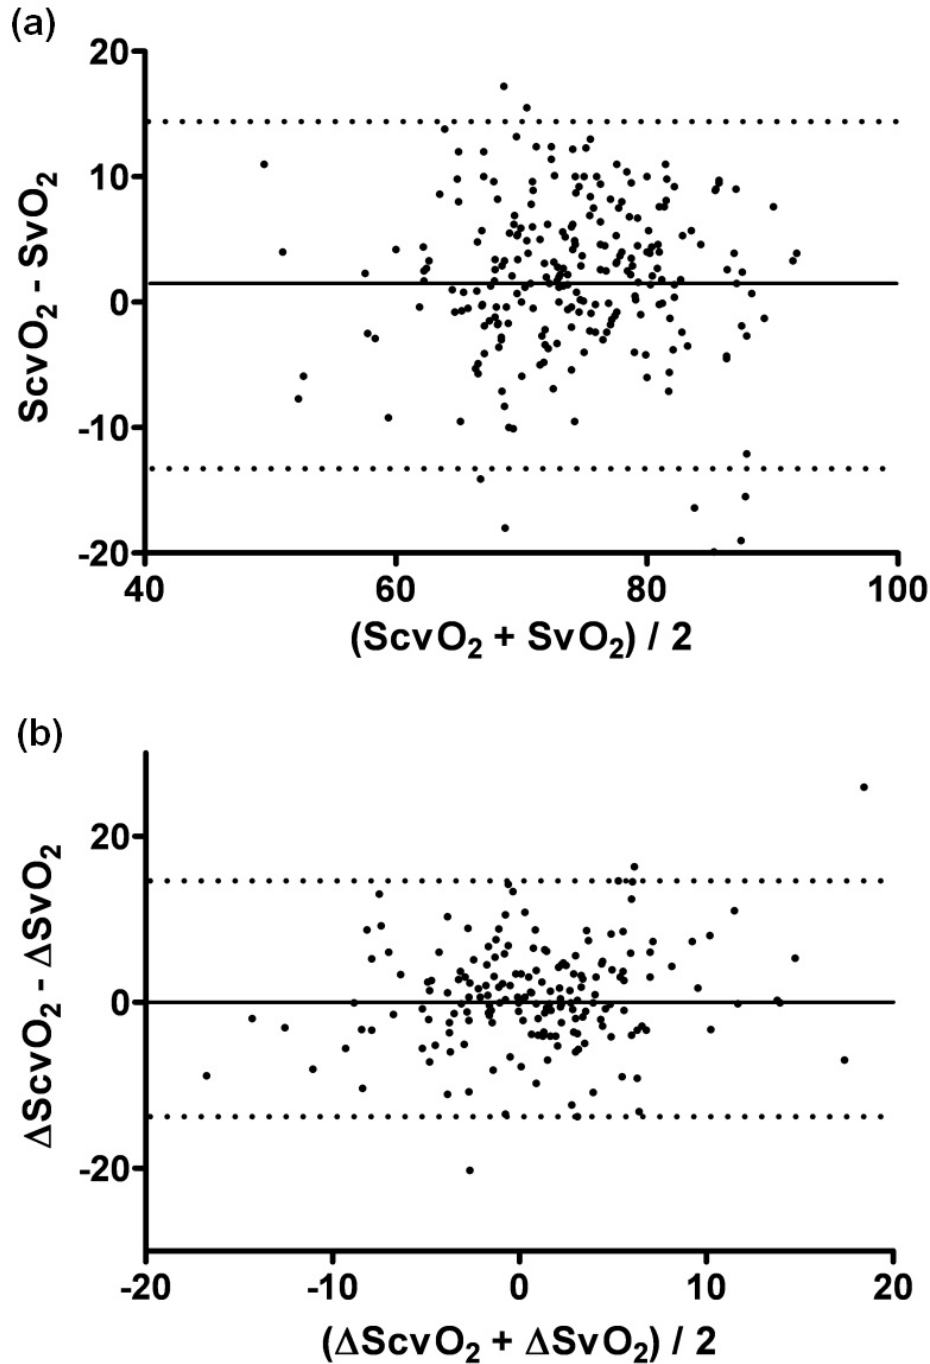 (a)
20
10
0
-10
-20
ScvO₂ - SvO₂
40 60 80 100
(ScvO₂ + SvO₂) / 2
(b)
20
0
-20
ΔScvO₂ - ΔSvO₂
-20 -10 0 10 20
(ΔScvO₂ + ΔSvO₂) / 2